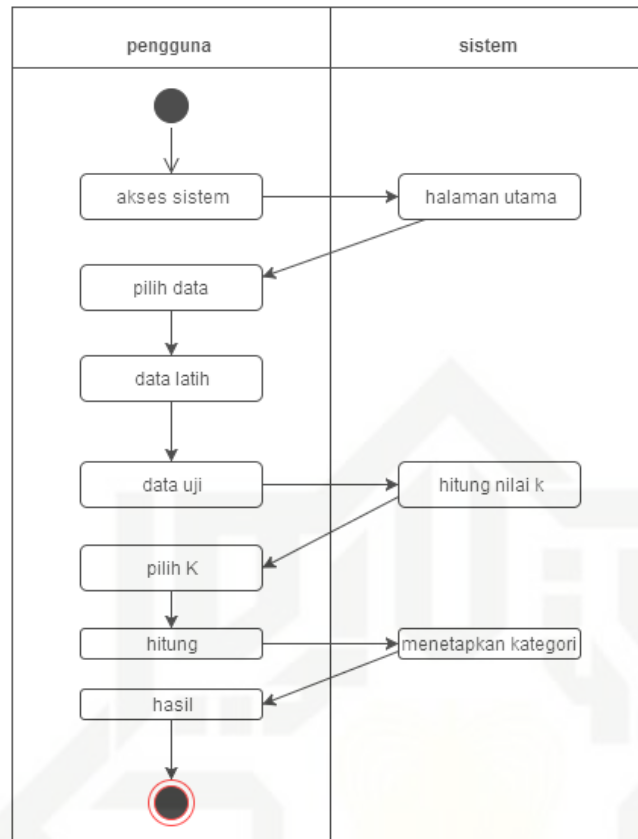 pengguna
sistem
akses sistem
halaman utama
pilih data
data latih
data uji
hitung nilai k
pilih K
hitung
menetapkan kategori
hasil